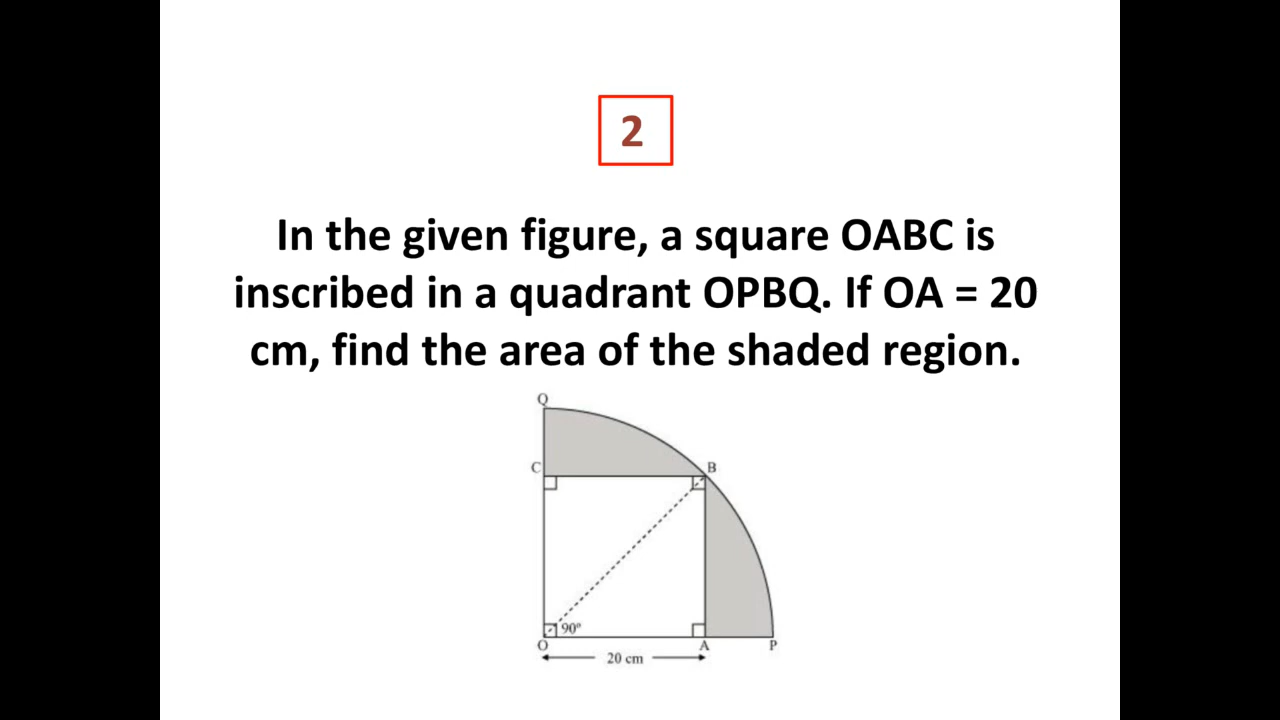 2
In the given figure, a square OABC is
inscribed in a quadrant OPBQ. If OA = 20
cm, find the area of the shaded region.
Q
C
B
90°
O
A
P
20 cm